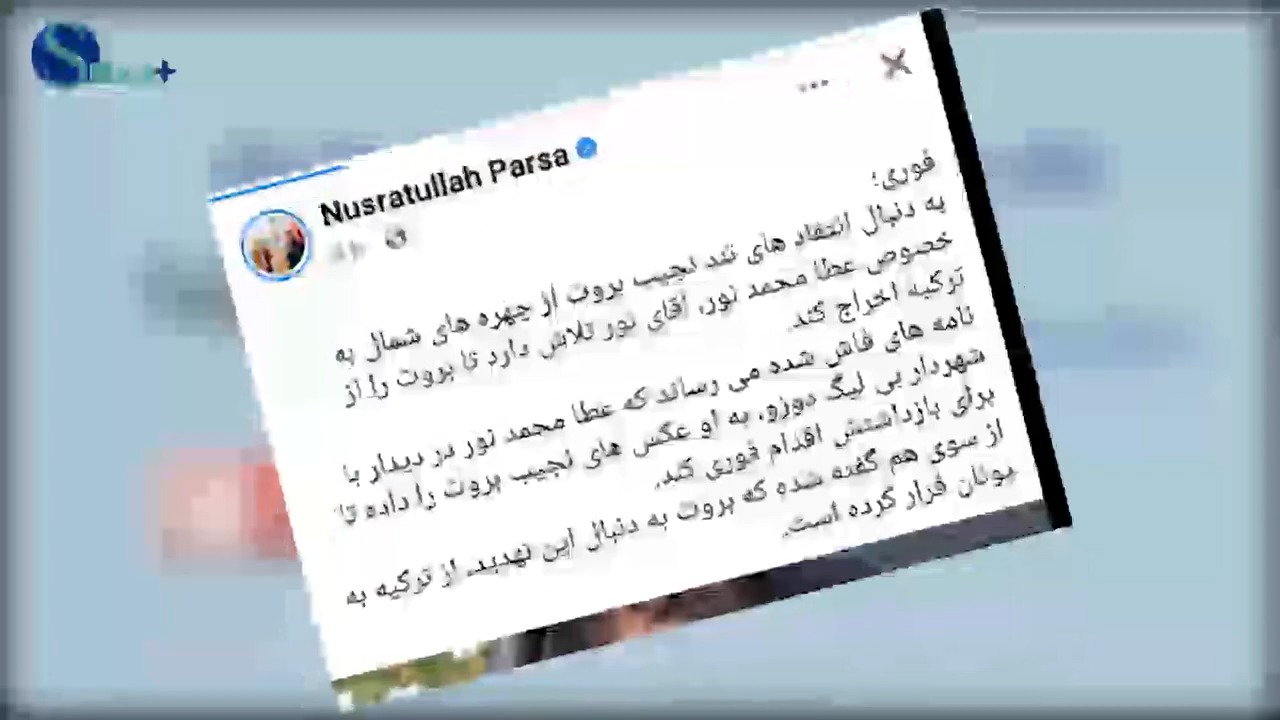 Nusratullah Parsa
فوری؛
به دنبال انتقاد های تند نجیب بروت از چهره های شمال به
خصوص عطا محمد نور، آقای نور تلاش دارد تا بروت را از
ترکیه اخراج کند.
نامه های فاش شده می رساند که عطا محمد نور در دیدار با
شهردار بی لیگ دوزو، به او عکس های نجیب بروت را داده تا
برای بازداشتش اقدام فوری کند.
از سوی هم گفته شده که بروت به دنبال این تهدید، از ترکیه به
یونان فرار کرده است.